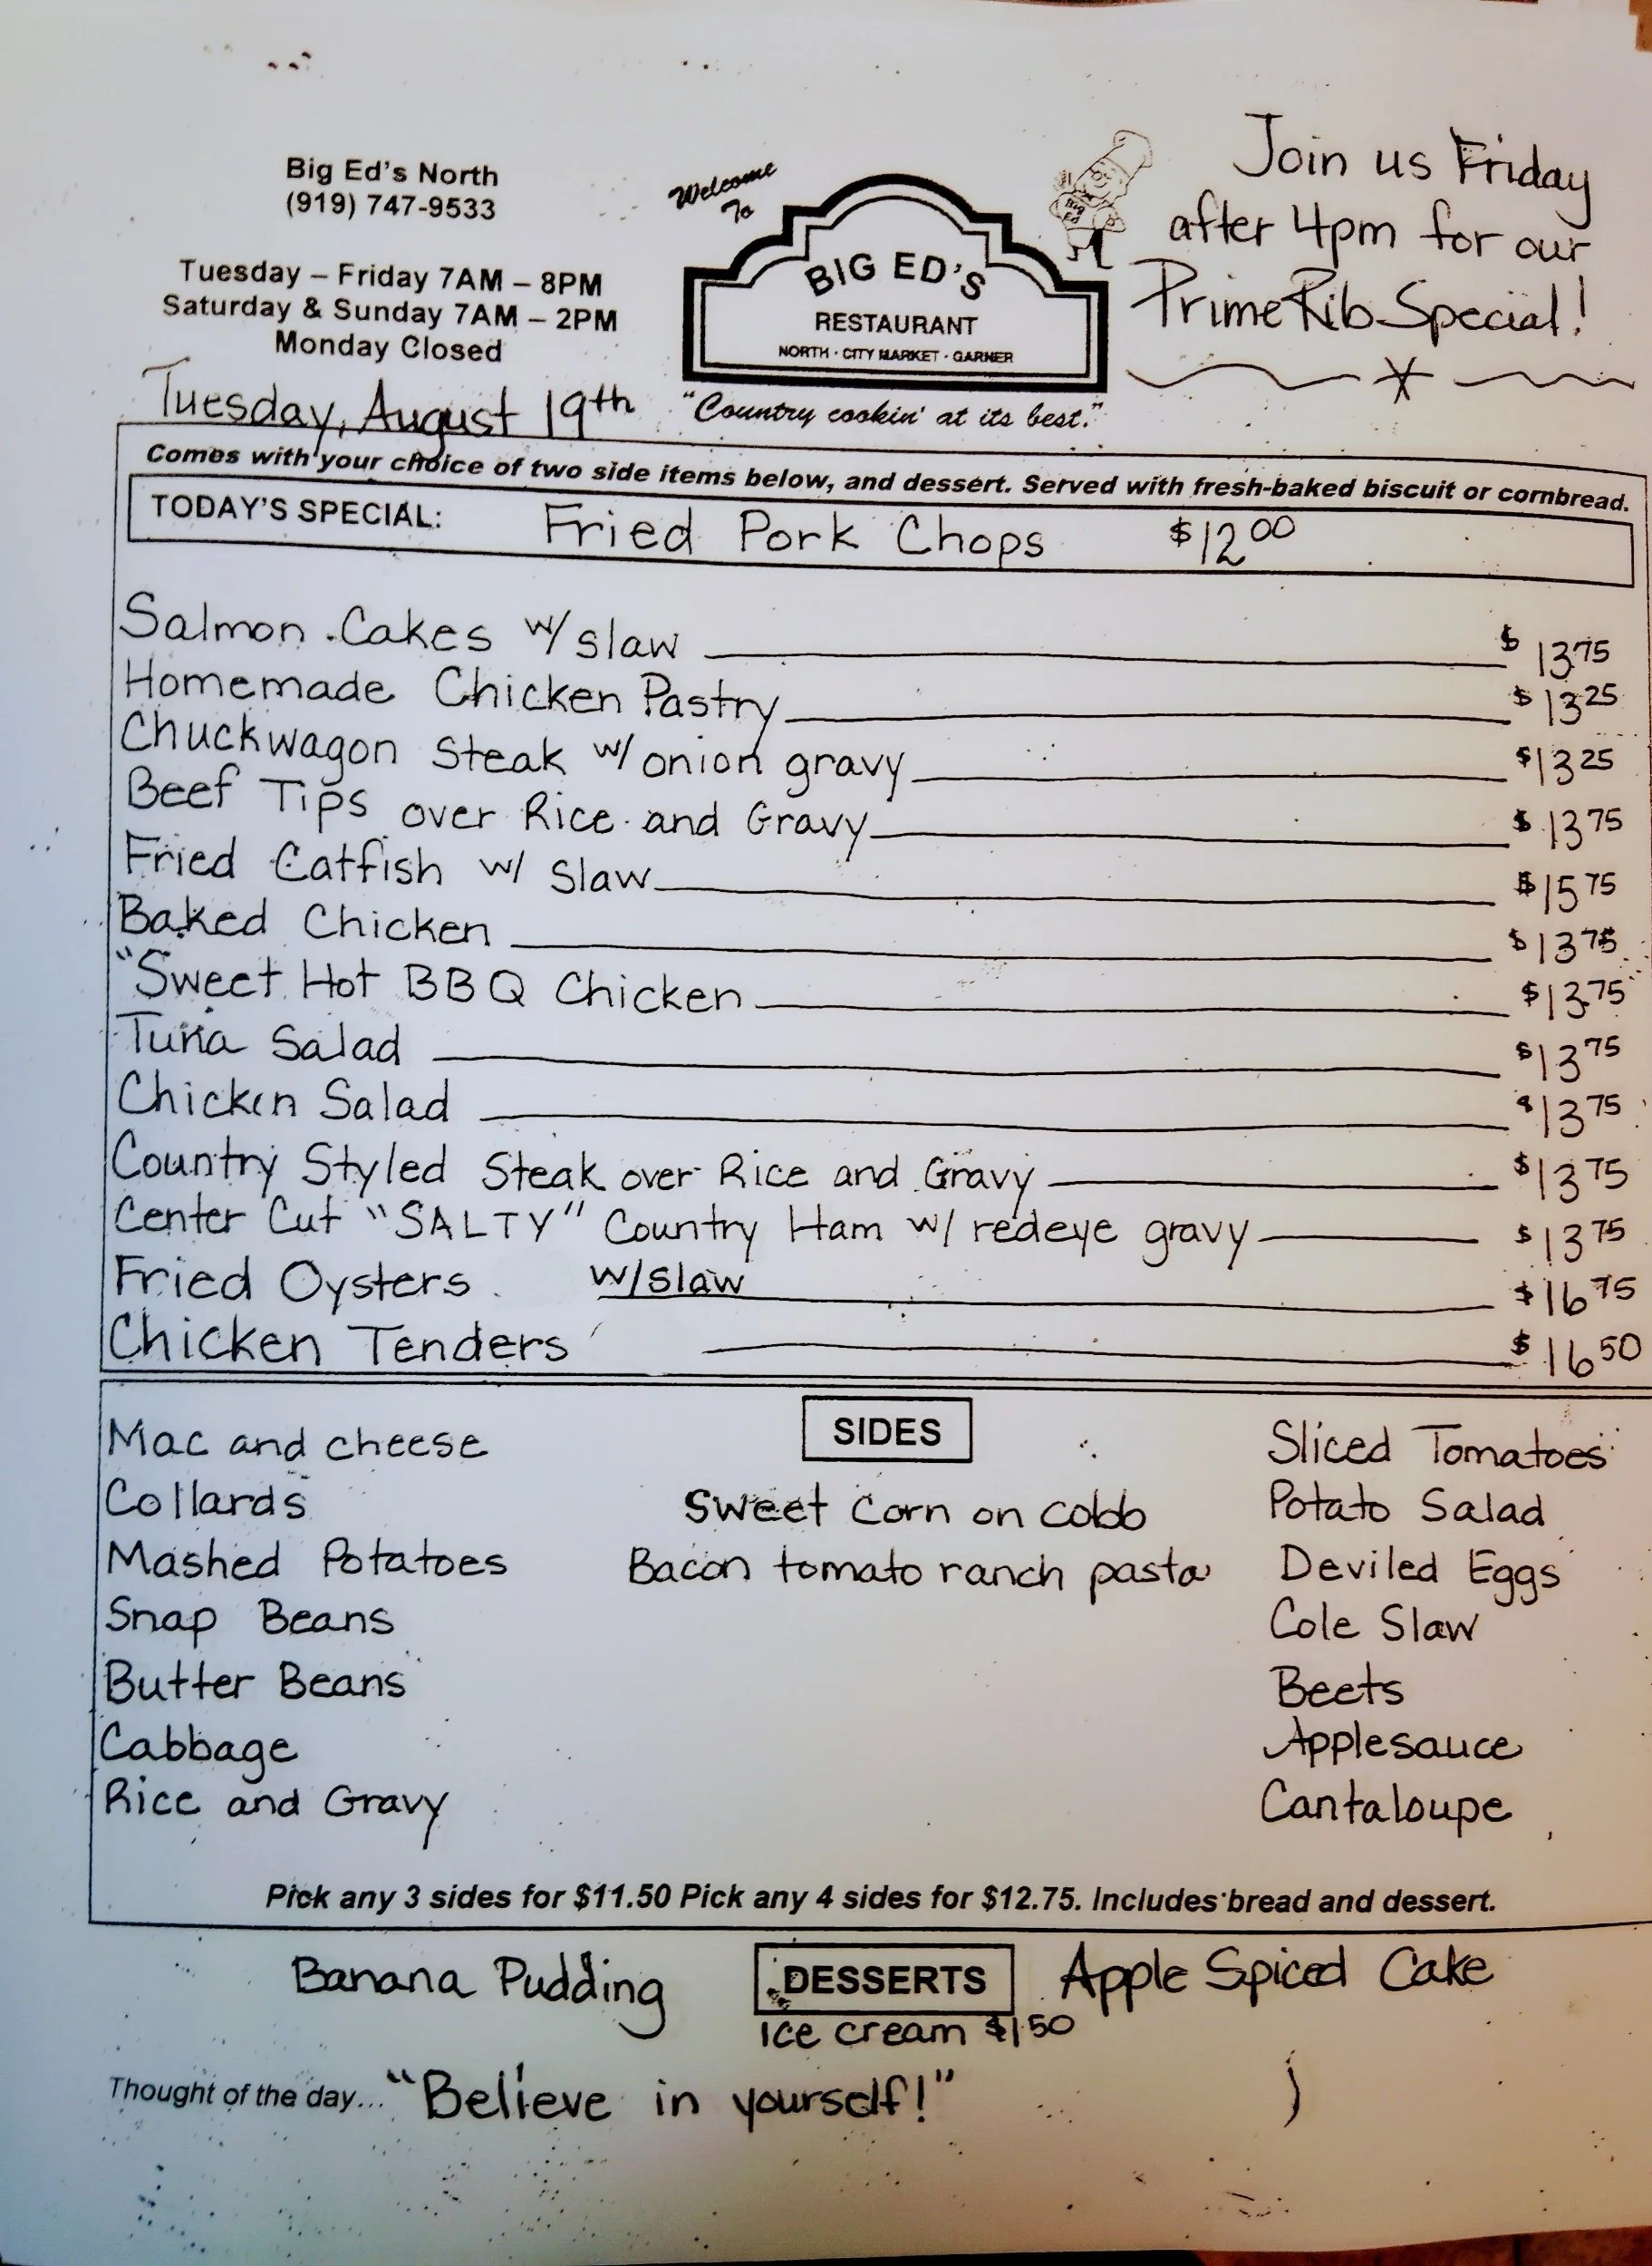 Big Ed's North
(919) 747-9533
Tuesday – Friday 7AM – 8PM
Saturday & Sunday 7AM – 2PM
Monday Closed
Tuesday, August 19th
Welcome
To
BIG ED'S
RESTAURANT
NORTH · CITY MARKET · GARNER
"Country cookin' at its best."
BIG
ED
Join us Friday
after 4pm for our
Prime Rib Special!
Comes with your choice of two side items below, and dessert. Served with fresh-baked biscuit or cornbread.
TODAY'S SPECIAL: Fried Pork Chops $12 00
Salmon Cakes w/ slaw $ 13 75
Homemade Chicken Pastry $ 13 25
Chuckwagon Steak w/ onion gravy $ 13 25
Beef Tips over Rice and Gravy $ 13 75
Fried Catfish w/ Slaw $ 15 75
Baked Chicken $ 13 75
"Sweet Hot BBQ Chicken $ 13 75
Tuna Salad $ 13 75
Chicken Salad $ 13 75
Country Styled Steak over Rice and Gravy $ 13 75
Center Cut "SALTY" Country Ham w/ redeye gravy $ 13 75
Fried Oysters w/slaw $ 16 75
Chicken Tenders $ 16 50
SIDES
Mac and cheese
Collards
Mashed Potatoes
Snap Beans
Butter Beans
Cabbage
Rice and Gravy
Sweet Corn on cobb
Bacon tomato ranch pasta
Sliced Tomatoes
Potato Salad
Deviled Eggs
Cole Slaw
Beets
Applesauce
Cantaloupe
Pick any 3 sides for $11.50 Pick any 4 sides for $12.75. Includes bread and dessert.
Banana Pudding DESSERTS Apple Spiced Cake
Ice cream $1 50
Thought of the day... "Believe in yourself!"